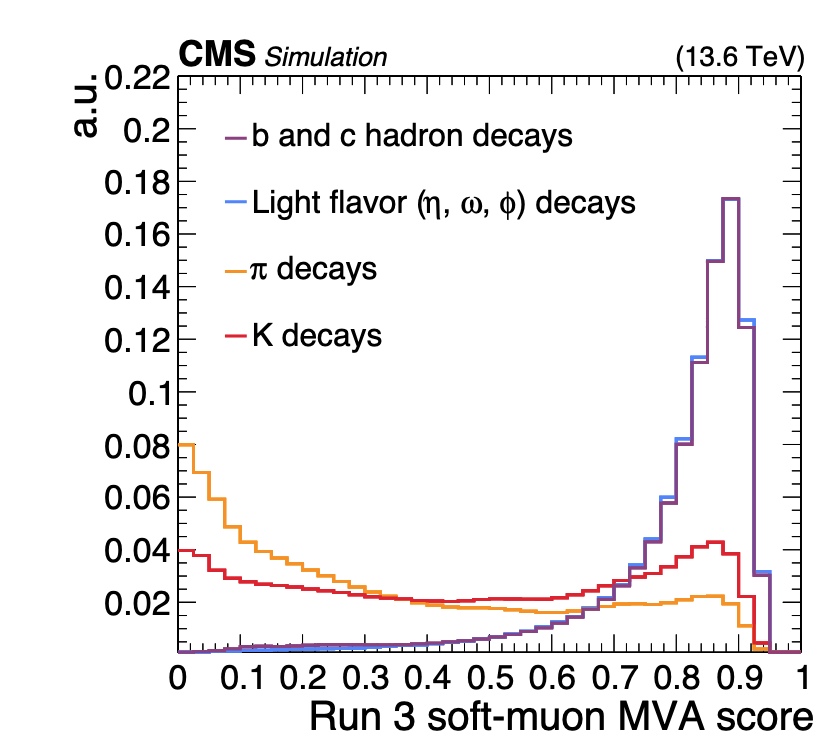 CMS Simulation (13.6 TeV)
a.u.
0.22
0.2
0.18
0.16
0.14
0.12
0.1
0.08
0.06
0.04
0.02
b and c hadron decays
Light flavor (η, ω, ϕ) decays
π decays
K decays
0 0.1 0.2 0.3 0.4 0.5 0.6 0.7 0.8 0.9 1
Run 3 soft-muon MVA score